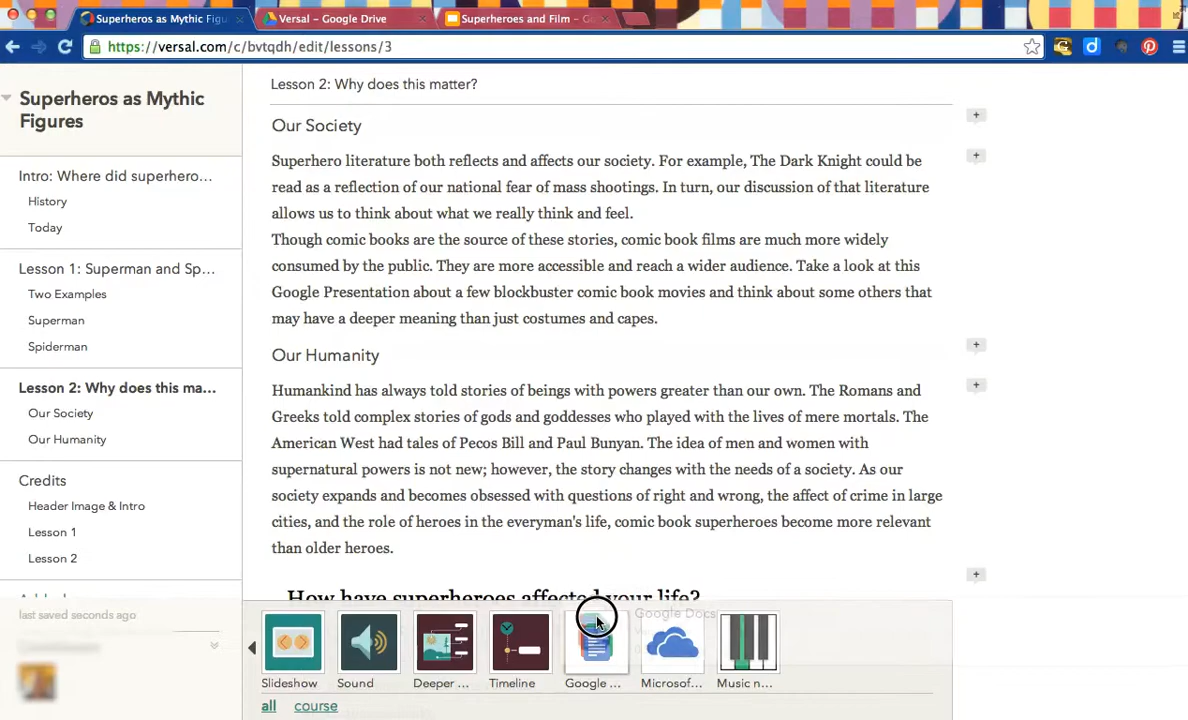 Superheros as Mythic Figu
Versal – Google Drive
Superheroes and Film – Go
https://versal.com/c/bvtqdh/edit/lessons/3
Superheros as Mythic
Figures
Intro: Where did superhero...
History
Today
Lesson 1: Superman and Sp...
Two Examples
Superman
Spiderman
Lesson 2: Why does this ma...
Our Society
Our Humanity
Credits
Header Image & Intro
Lesson 1
Lesson 2
last saved seconds ago
Lesson 2: Why does this matter?
Our Society
Superhero literature both reflects and affects our society. For example, The Dark Knight could be
read as a reflection of our national fear of mass shootings. In turn, our discussion of that literature
allows us to think about what we really think and feel.
Though comic books are the source of these stories, comic book films are much more widely
consumed by the public. They are more accessible and reach a wider audience. Take a look at this
Google Presentation about a few blockbuster comic book movies and think about some others that
may have a deeper meaning than just costumes and capes.
Our Humanity
Humankind has always told stories of beings with powers greater than our own. The Romans and
Greeks told complex stories of gods and goddesses who played with the lives of mere mortals. The
American West had tales of Pecos Bill and Paul Bunyan. The idea of men and women with
supernatural powers is not new; however, the story changes with the needs of a society. As our
society expands and becomes obsessed with questions of right and wrong, the affect of crime in large
cities, and the role of heroes in the everyman's life, comic book superheroes become more relevant
than older heroes.
How have superheroes affected your life?
Google Docs
Slideshow
Sound
Deeper ...
Timeline
Google ...
Microsof...
Music n...
all
course